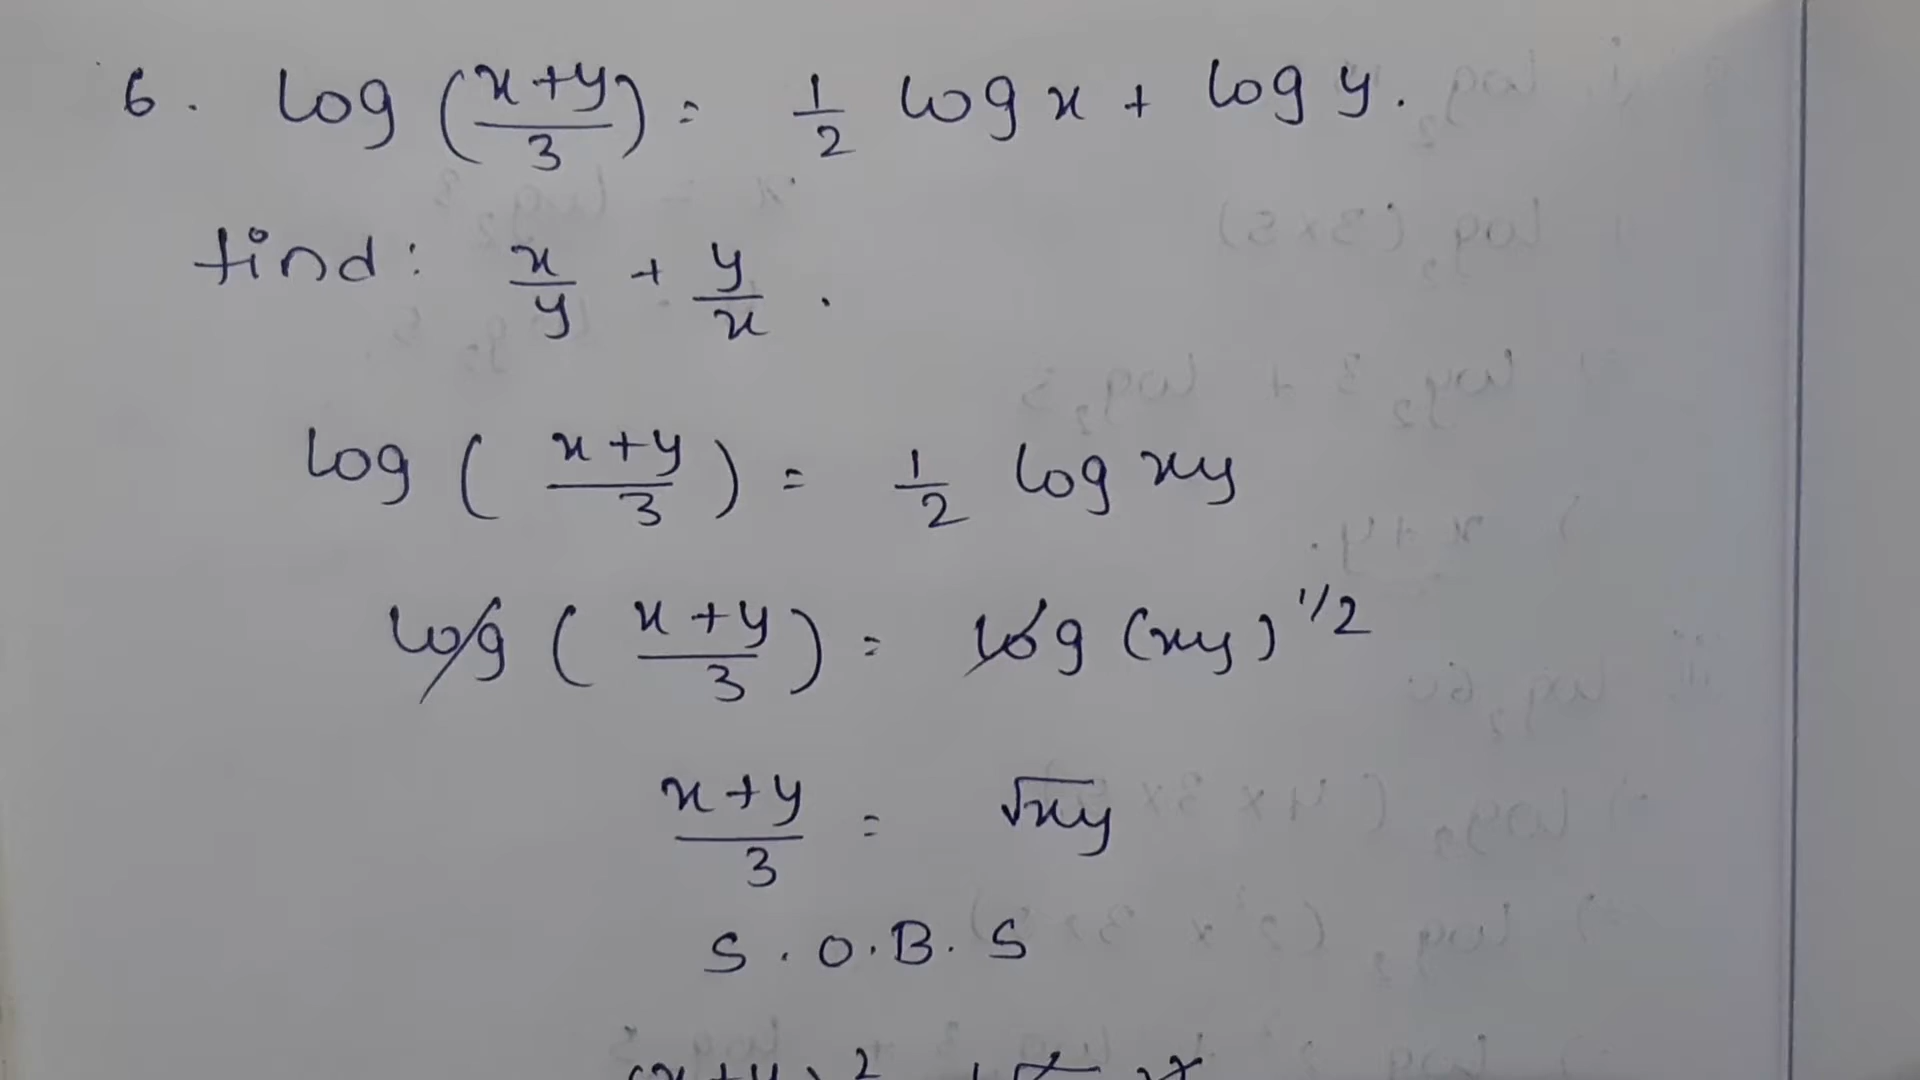 6. log (x+y/3) = 1/2 log x + log y.
find: x/y + y/x.
log (x+y/3) = 1/2 log xy
log (x+y/3) = log (xy)^1/2
x+y/3 = √xy
S.O.B.S